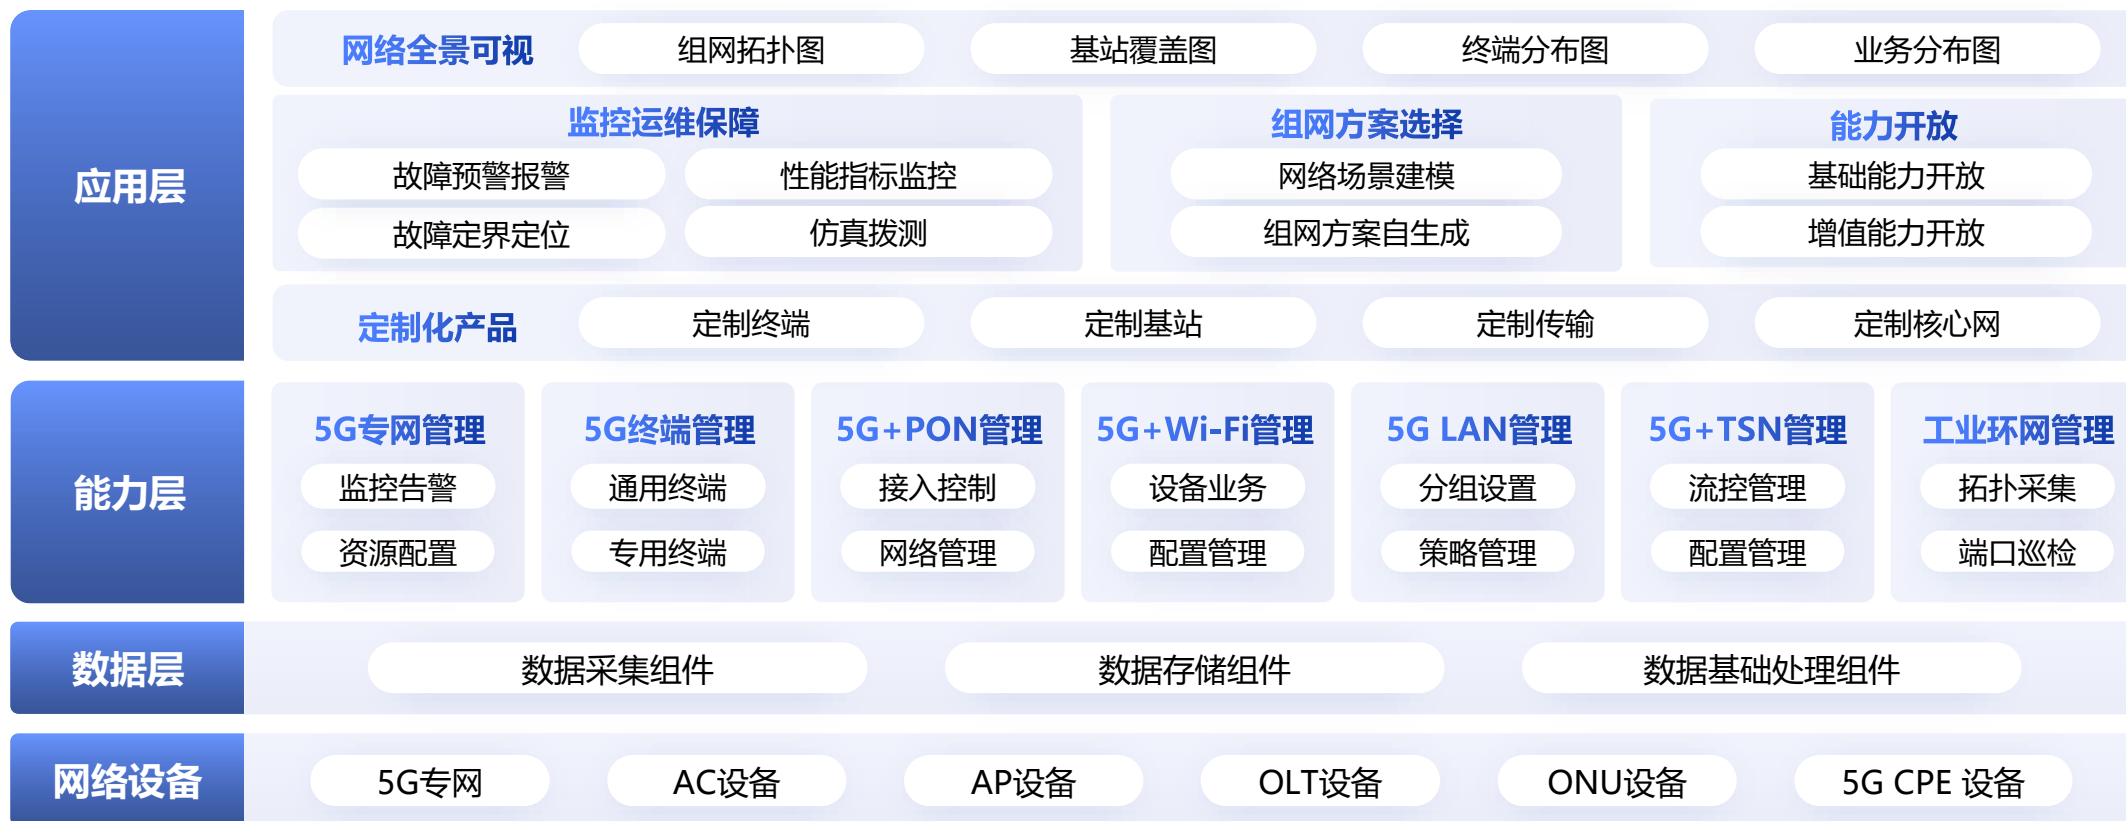 应用层
网络全景可视 组网拓扑图 基站覆盖图 终端分布图 业务分布图
监控运维保障 组网方案选择 能力开放
故障预警报警 性能指标监控 网络场景建模 基础能力开放
故障定界定位 仿真拨测 组网方案自生成 增值能力开放
定制化产品 定制终端 定制基站 定制传输 定制核心网
能力层
5G专网管理 5G终端管理 5G+PON管理 5G+Wi-Fi管理 5G LAN管理 5G+TSN管理 工业环网管理
监控告警 通用终端 接入控制 设备业务 分组设置 流控管理 拓扑采集
资源配置 专用终端 网络管理 配置管理 策略管理 配置管理 端口巡检
数据层 数据采集组件 数据存储组件 数据基础处理组件
网络设备 5G专网 AC设备 AP设备 OLT设备 ONU设备 5G CPE 设备